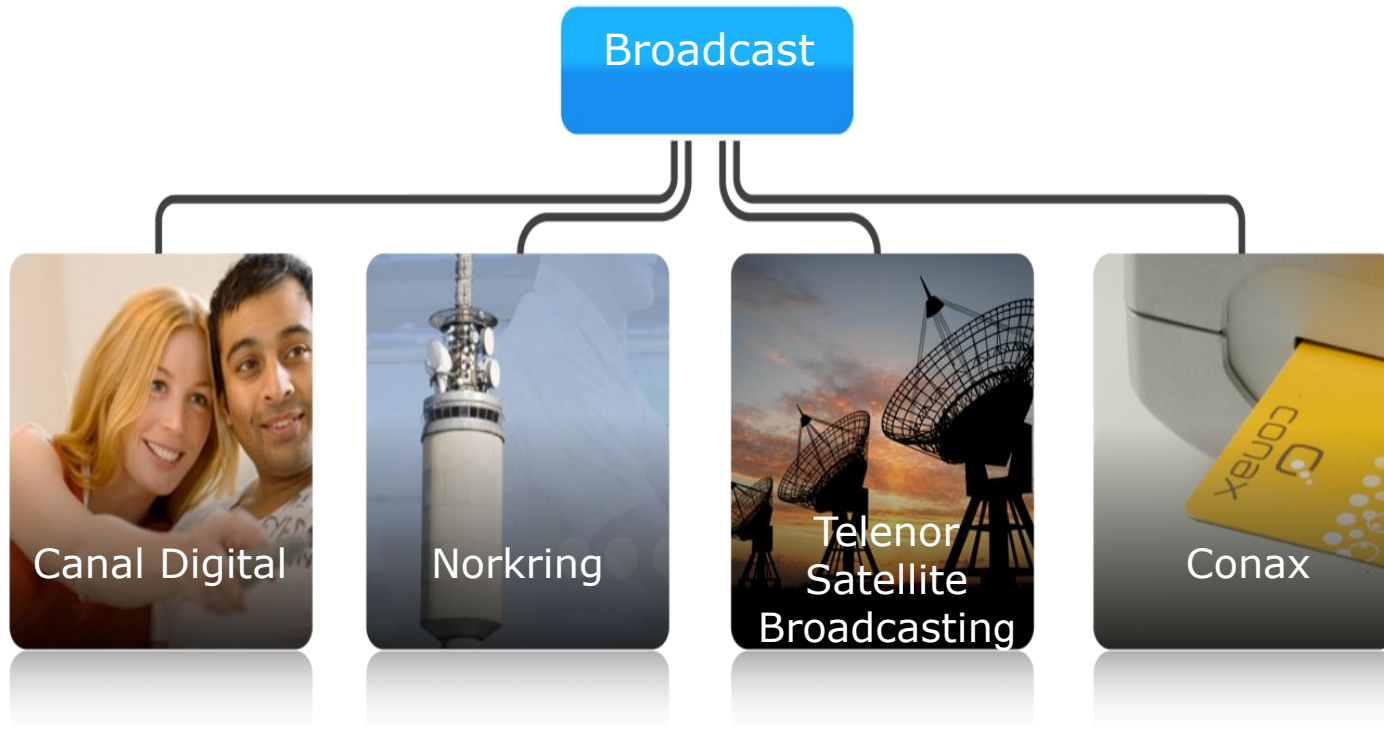 Broadcast
Canal Digital
Norkring
Telenor
Satellite
Broadcasting
Conax
conax